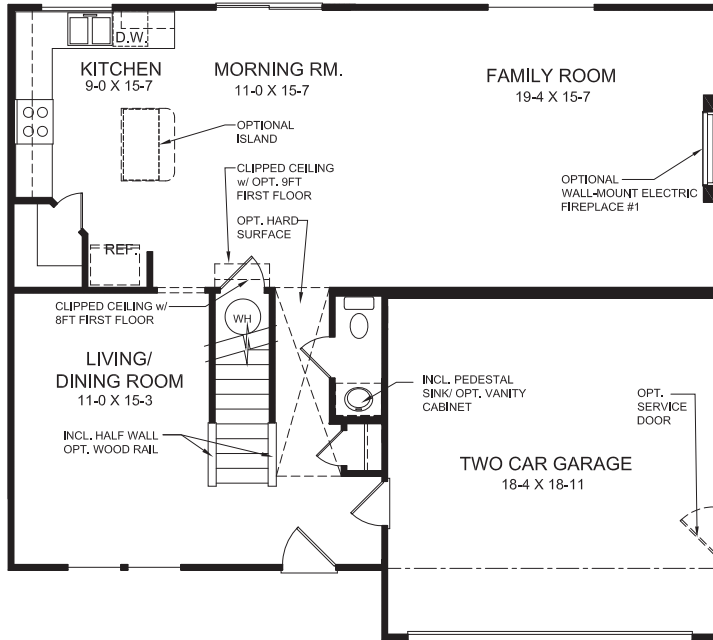 D.W.
KITCHEN
9-0 X 15-7
MORNING RM.
11-0 X 15-7
FAMILY ROOM
19-4 X 15-7
OPTIONAL
ISLAND
CLIPPED CEILING
w/ OPT. 9FT
FIRST FLOOR
OPTIONAL
WALL-MOUNT ELECTRIC
FIREPLACE #1
OPT. HARD
SURFACE
REF.
CLIPPED CEILING w/
8FT FIRST FLOOR
WH
LIVING/
DINING ROOM
11-0 X 15-3
INCL. PEDESTAL
SINK/ OPT. VANITY
CABINET
OPT.
SERVICE
DOOR
INCL. HALF WALL
OPT. WOOD RAIL
TWO CAR GARAGE
18-4 X 18-11